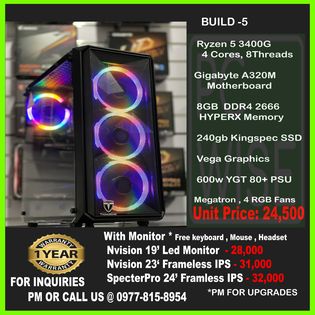 BUILD -5
Ryzen 5 3400G
4 Cores, 8Threads
Gigabyte A320M
Motherboard
8GB DDR4 2666
HYPERX Memory
240gb Kingspec SSD
Vega Graphics
600w YGT 80+ PSU
Megatron , 4 RGB Fans
Unit Price: 24,500
WARRANTY
1 YEAR
WARRANTY
With Monitor * Free keyboard , Mouse , Headset
Nvision 19' Led Monitor - 28,000
Nvision 23' Frameless IPS - 31,000
SpecterPro 24' Framless IPS - 32,000
FOR INQUIRIES
PM OR CALL US @ 0977-815-8954
*PM FOR UPGRADES